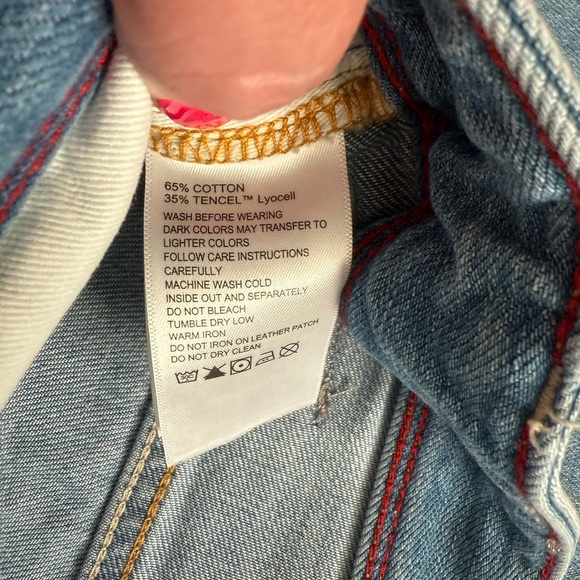 65% COTTON
35% TENCEL™ Lyocell
WASH BEFORE WEARING
DARK COLORS MAY TRANSFER TO
LIGHTER COLORS
FOLLOW CARE INSTRUCTIONS
CAREFULLY
MACHINE WASH COLD
INSIDE OUT AND SEPARATELY
DO NOT BLEACH
TUMBLE DRY LOW
WARM IRON
DO NOT IRON ON LEATHER PATCH
DO NOT DRY CLEAN